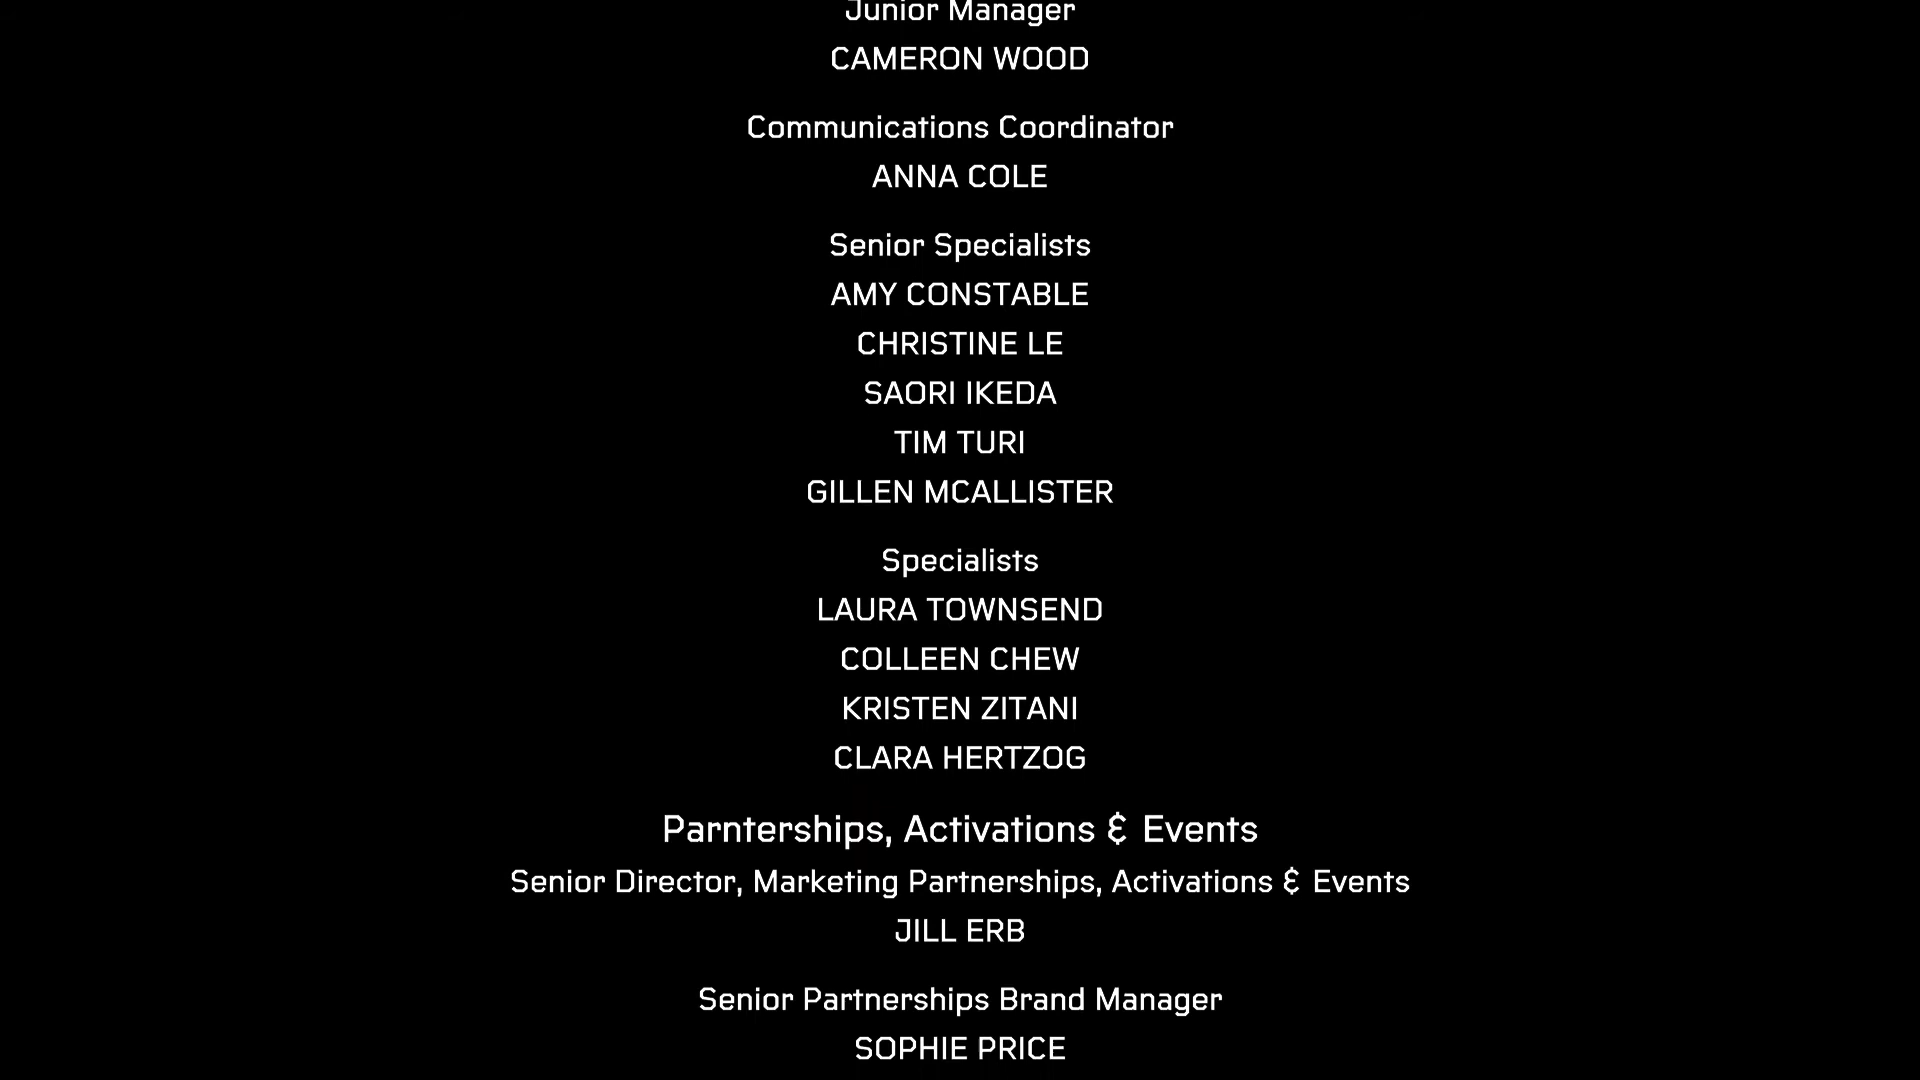 Junior Manager
CAMERON WOOD
Communications Coordinator
ANNA COLE
Senior Specialists
AMY CONSTABLE
CHRISTINE LE
SAORI IKEDA
TIM TURI
GILLEN MCALLISTER
Specialists
LAURA TOWNSEND
COLLEEN CHEW
KRISTEN ZITANI
CLARA HERTZOG
Parnterships, Activations & Events
Senior Director, Marketing Partnerships, Activations & Events
JILL ERB
Senior Partnerships Brand Manager
SOPHIE PRICE